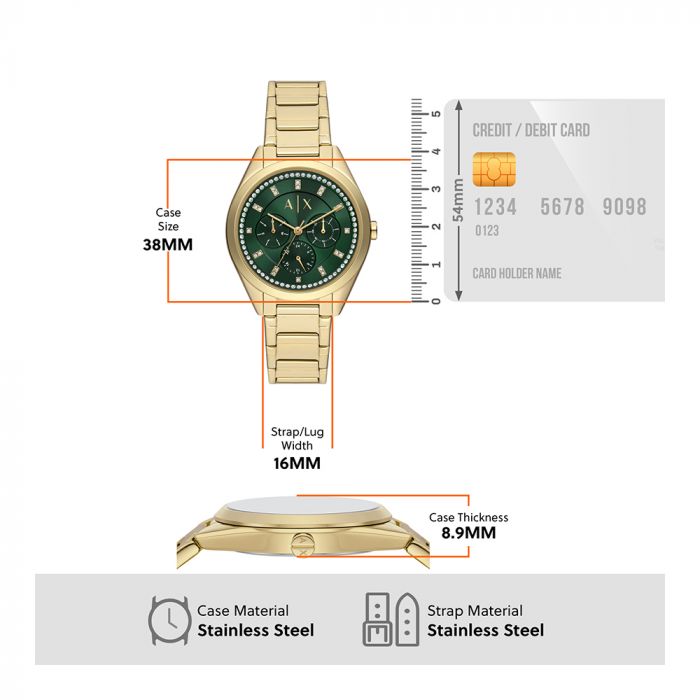 A|X
Case
Size
38MM
5
4
3
2
1
0
54mm
CREDIT / DEBIT CARD
1234 5678 9098
0123
CARD HOLDER NAME
Strap/Lug
Width
16MM
Case Thickness
8.9MM
Case Material
Stainless Steel
Strap Material
Stainless Steel